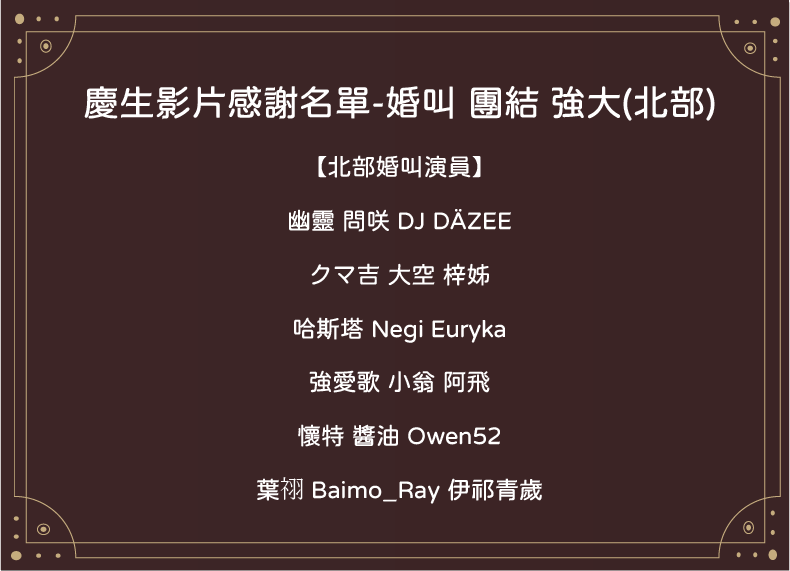 慶生影片感謝名單-婚叫 團結 強大(北部)
【北部婚叫演員】
幽靈 問咲 DJ DÄZEE
クマ吉 大空 梓姊
哈斯塔 Negi Euryka
強愛歌 小翁 阿飛
懷特 醬油 Owen52
葉祤 Baimo_Ray 伊祁青歲